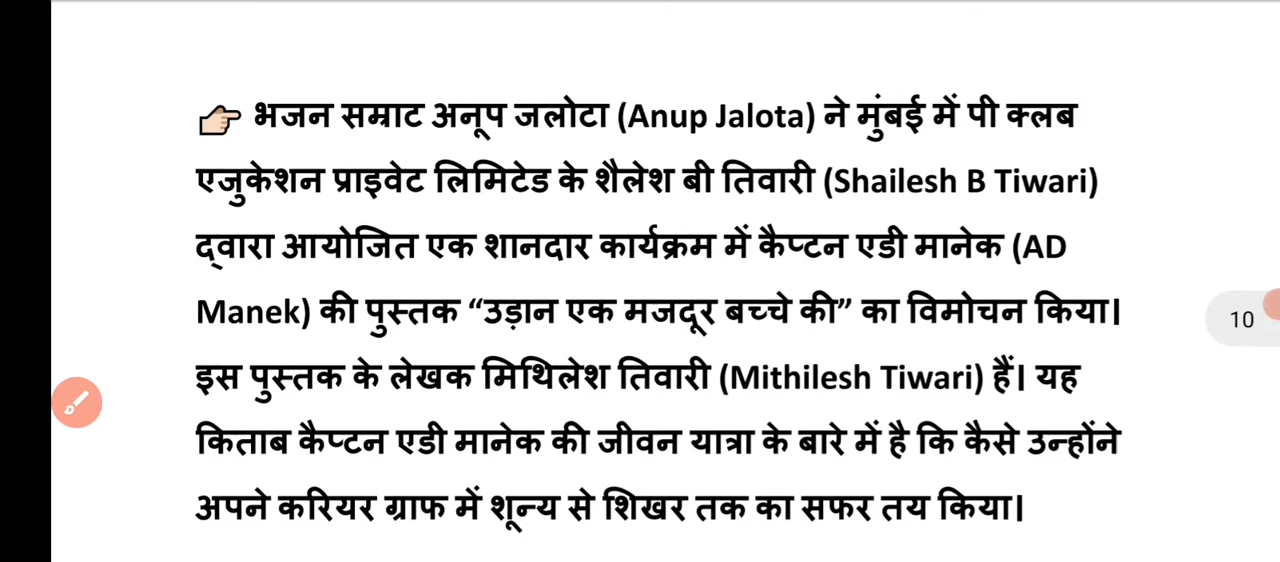 👉 भजन सम्राट अनूप जलोटा (Anup Jalota) ने मुंबई में पी क्लब
एजुकेशन प्राइवेट लिमिटेड के शैलेश बी तिवारी (Shailesh B Tiwari)
द्वारा आयोजित एक शानदार कार्यक्रम में कैप्टन एडी मानेक (AD
Manek) की पुस्तक “उड़ान एक मजदूर बच्चे की” का विमोचन किया।
इस पुस्तक के लेखक मिथिलेश तिवारी (Mithilesh Tiwari) हैं। यह
किताब कैप्टन एडी मानेक की जीवन यात्रा के बारे में है कि कैसे उन्होंने
अपने करियर ग्राफ में शून्य से शिखर तक का सफर तय किया।
10